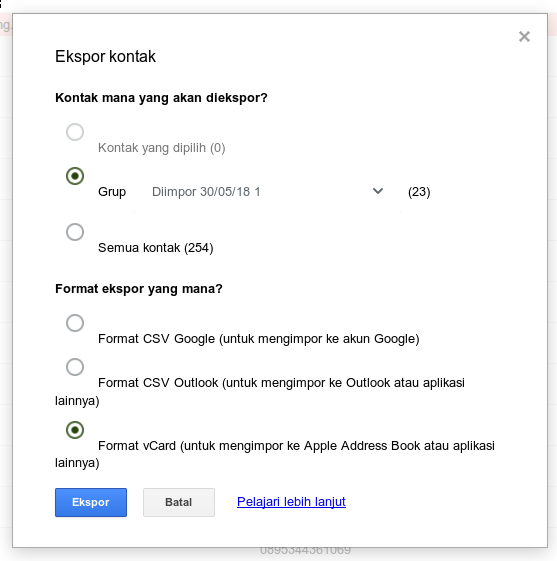 ng.
×
Ekspor kontak
Kontak mana yang akan diekspor?
Kontak yang dipilih (0)
Grup Diimpor 30/05/18 1 (23)
Semua kontak (254)
Format ekspor yang mana?
Format CSV Google (untuk mengimpor ke akun Google)
Format CSV Outlook (untuk mengimpor ke Outlook atau aplikasi
lainnya)
Format vCard (untuk mengimpor ke Apple Address Book atau aplikasi
lainnya)
Ekspor Batal Pelajari lebih lanjut
0895344361069